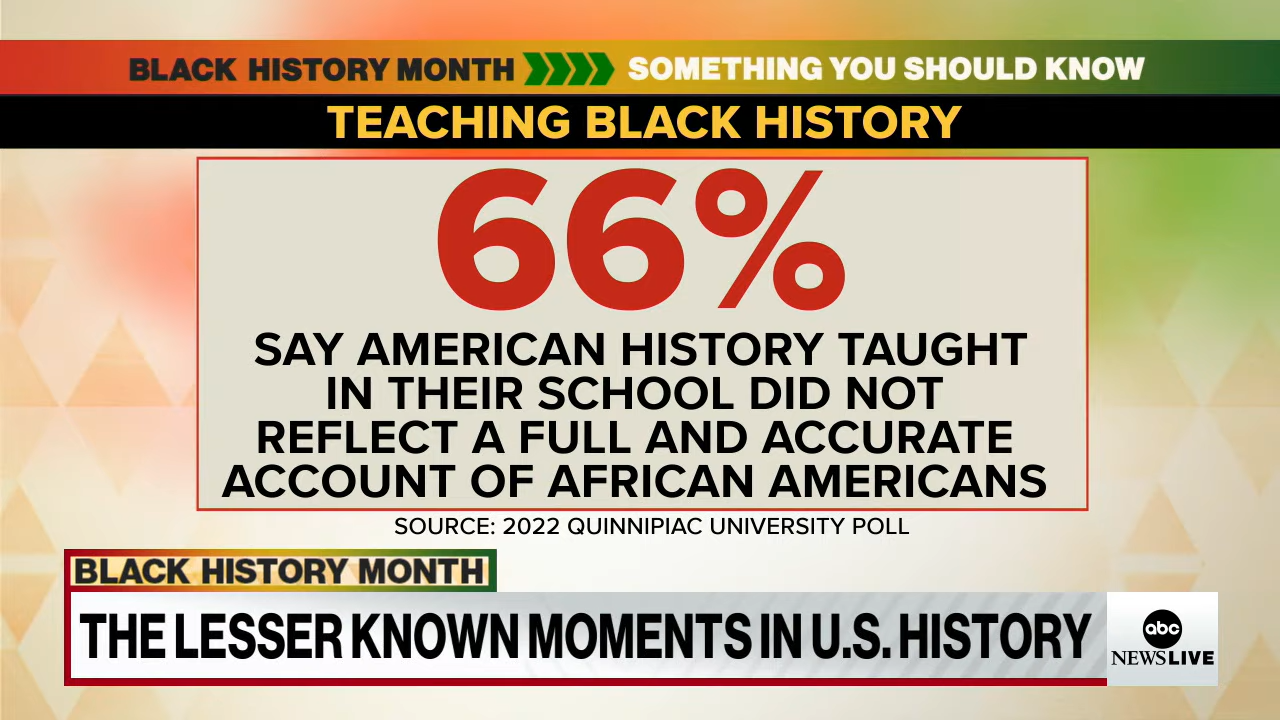 BLACK HISTORY MONTH SOMETHING YOU SHOULD KNOW
TEACHING BLACK HISTORY
66%
SAY AMERICAN HISTORY TAUGHT
IN THEIR SCHOOL DID NOT
REFLECT A FULL AND ACCURATE
ACCOUNT OF AFRICAN AMERICANS
SOURCE: 2022 QUINNIPIAC UNIVERSITY POLL
BLACK HISTORY MONTH
THE LESSER KNOWN MOMENTS IN U.S. HISTORY
abc
NEWS LIVE